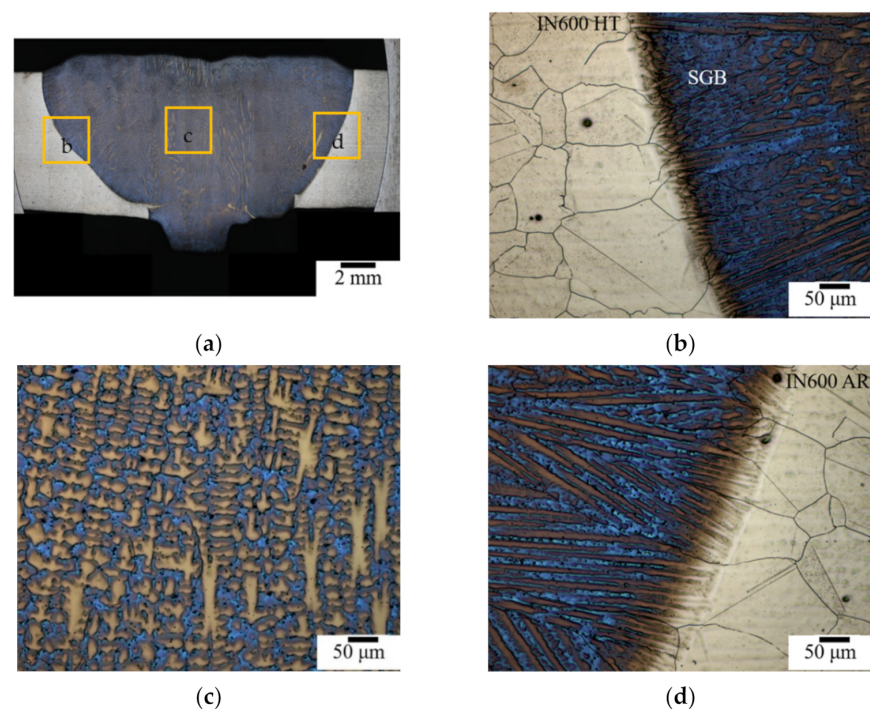 b
c
d
2 mm
(a)
IN600 HT
SGB
50 μm
(b)
50 μm
(c)
IN600 AR
50 μm
(d)